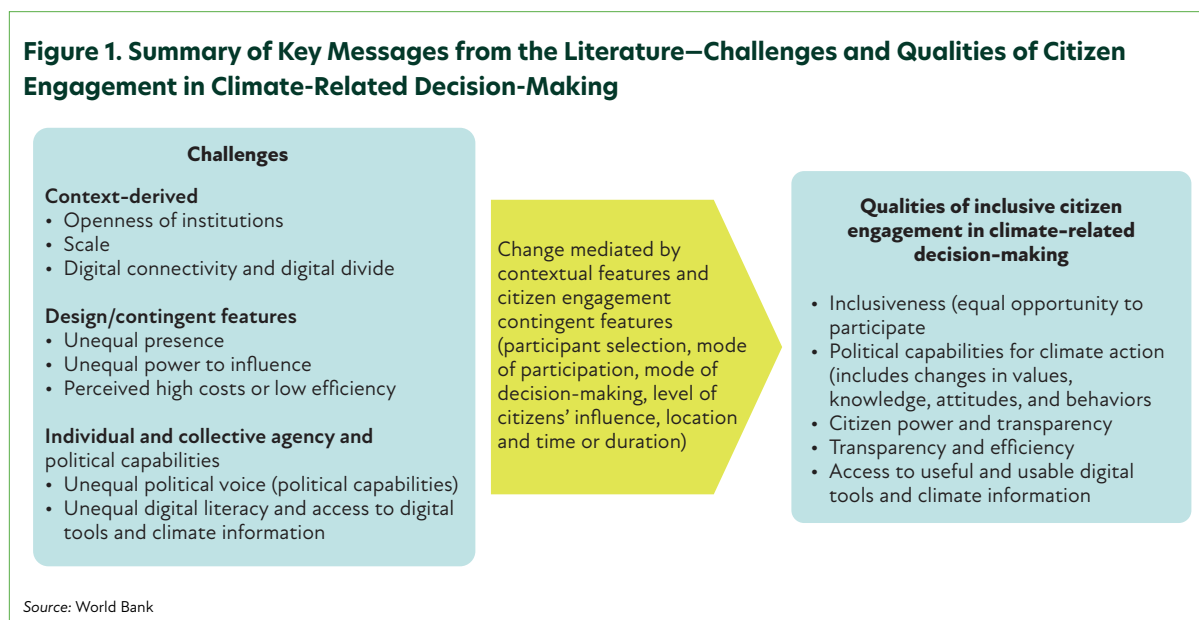 Figure 1. Summary of Key Messages from the Literature—Challenges and Qualities of Citizen
Engagement in Climate-Related Decision-Making
Challenges
Context-derived
• Openness of institutions
• Scale
• Digital connectivity and digital divide
Design/contingent features
• Unequal presence
• Unequal power to influence
• Perceived high costs or low efficiency
Individual and collective agency and
political capabilities
• Unequal political voice (political capabilities)
• Unequal digital literacy and access to digital
tools and climate information
Change mediated by
contextual features and
citizen engagement
contingent features
(participant selection, mode
of participation, mode of
decision-making, level of
citizens’ influence, location
and time or duration)
Qualities of inclusive citizen
engagement in climate-related
decision-making
• Inclusiveness (equal opportunity to
participate
• Political capabilities for climate action
(includes changes in values,
knowledge, attitudes, and behaviors
• Citizen power and transparency
• Transparency and efficiency
• Access to useful and usable digital
tools and climate information
Source: World Bank